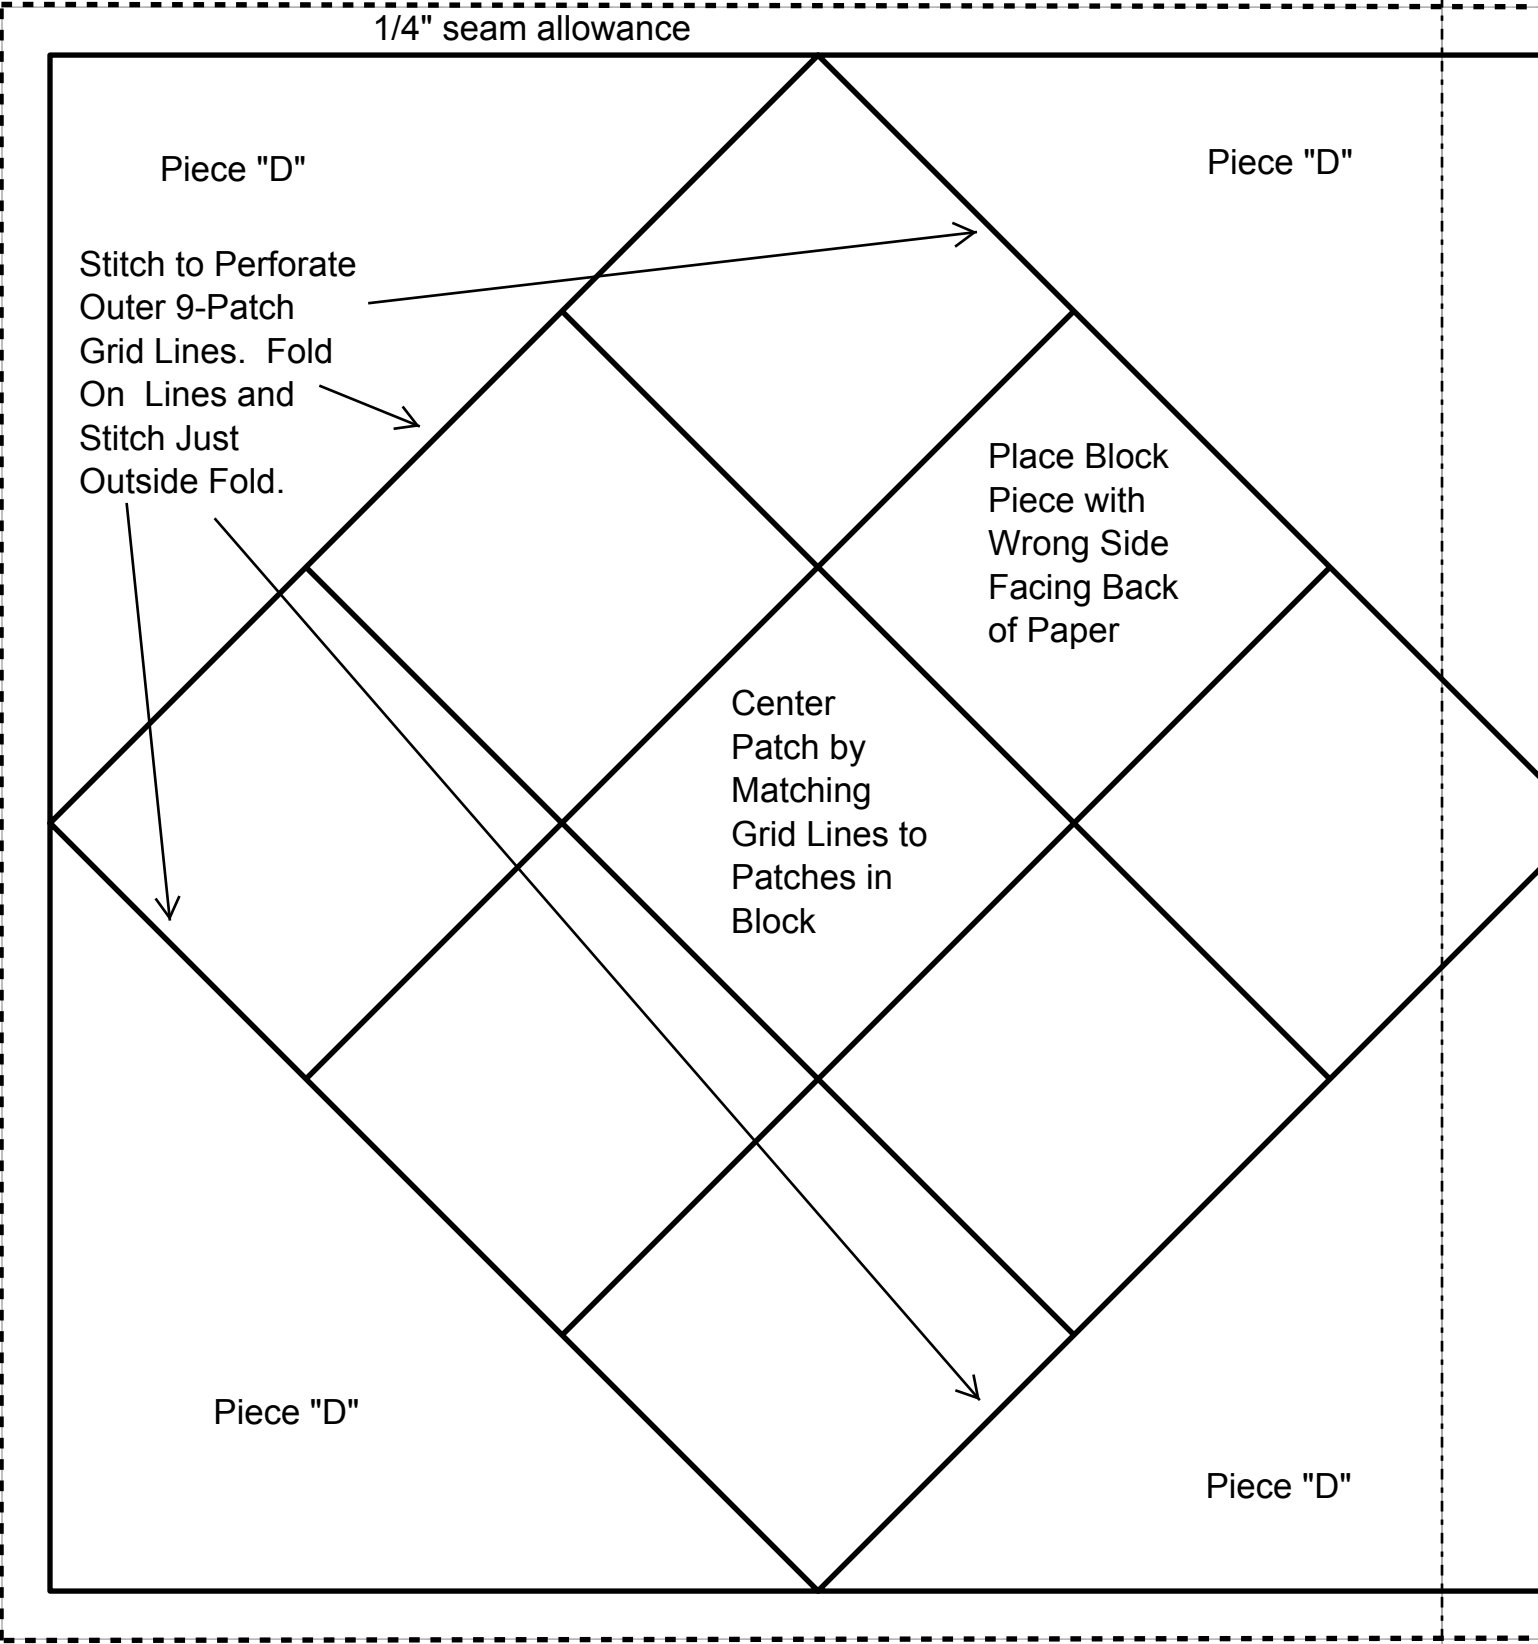 1/4" seam allowance
Piece "D"
Piece "D"
Stitch to Perforate
Outer 9-Patch
Grid Lines.  Fold
On  Lines and
Stitch Just
Outside Fold.
Place Block
Piece with
Wrong Side
Facing Back
of Paper
Center
Patch by
Matching
Grid Lines to
Patches in
Block
Piece "D"
Piece "D"